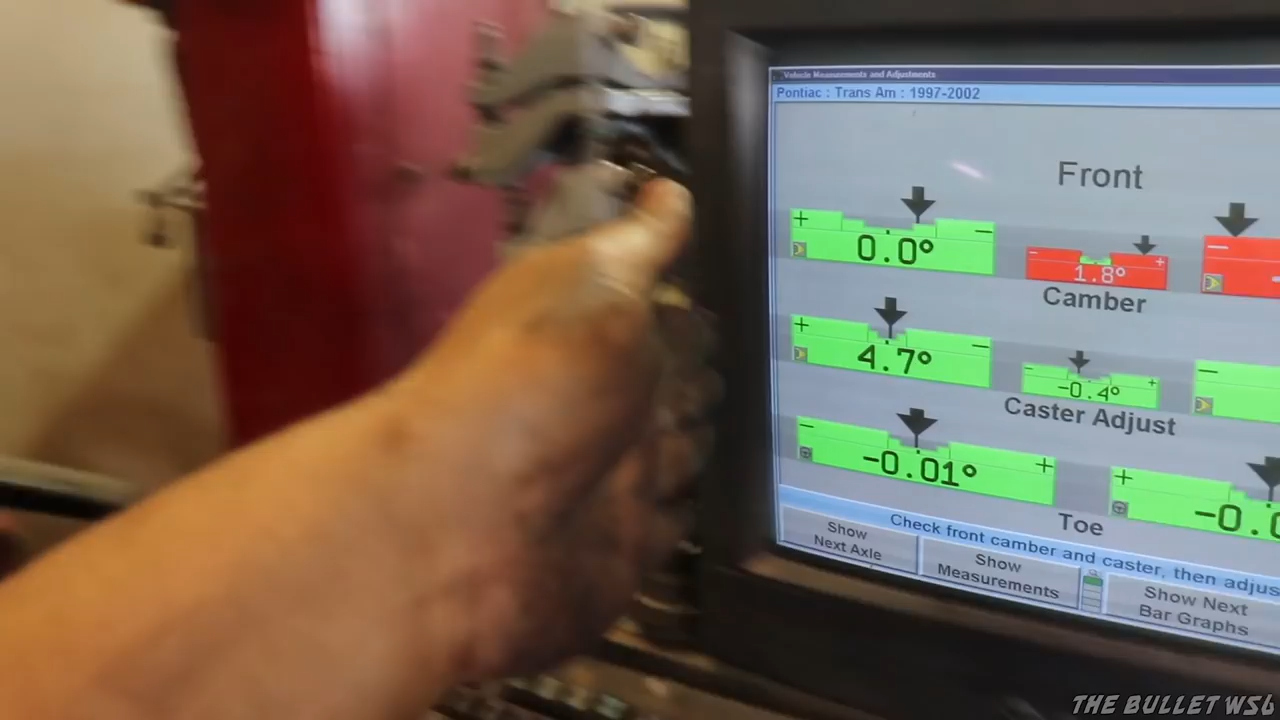 Vehicle Measurements and Adjustments
Pontiac : Trans Am : 1997-2002
Front
+ 0.0° −
− 1.8° +
−
Camber
+ 4.7° −
− −0.4° +
−
Caster Adjust
− −0.01° +
+ −0.0
Toe
Check front camber and caster, then adjus
Show
Next Axle
Show
Measurements
Show Next
Bar Graphs
THE BULLET WS6